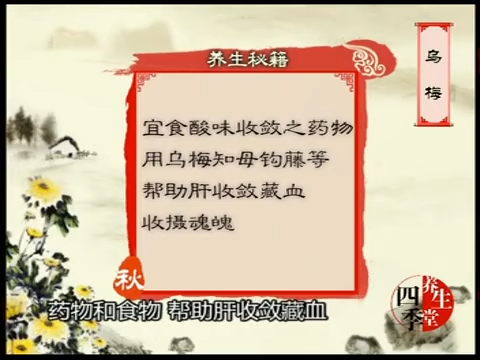 养生秘籍
乌梅
宜食酸味收敛之药物
用乌梅知母钩藤等
帮助肝收敛藏血
收摄魂魄
秋
药物和食物 帮助肝收敛藏血
四季
养生堂